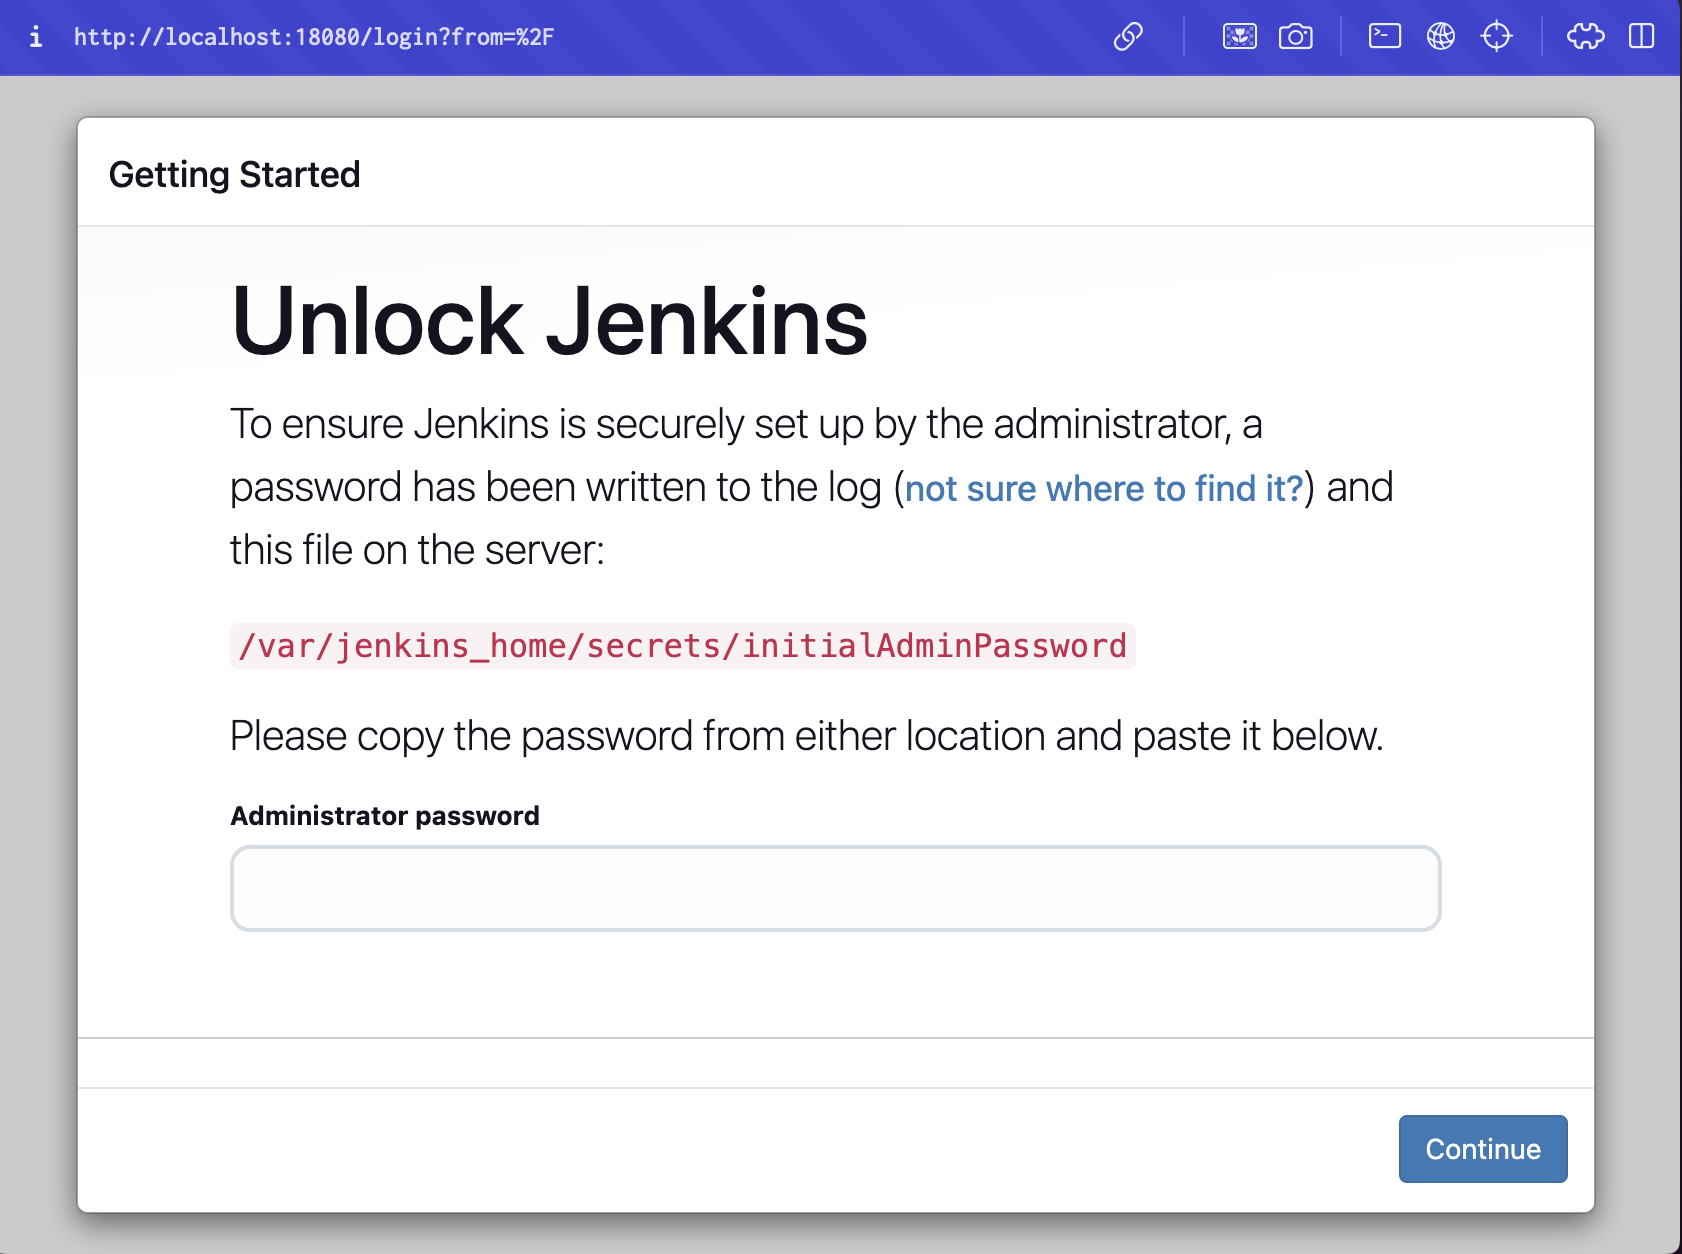 i http://localhost:18080/login?from=%2F
Getting Started
Unlock Jenkins
To ensure Jenkins is securely set up by the administrator, a
password has been written to the log (not sure where to find it?) and
this file on the server:
/var/jenkins_home/secrets/initialAdminPassword
Please copy the password from either location and paste it below.
Administrator password
Continue